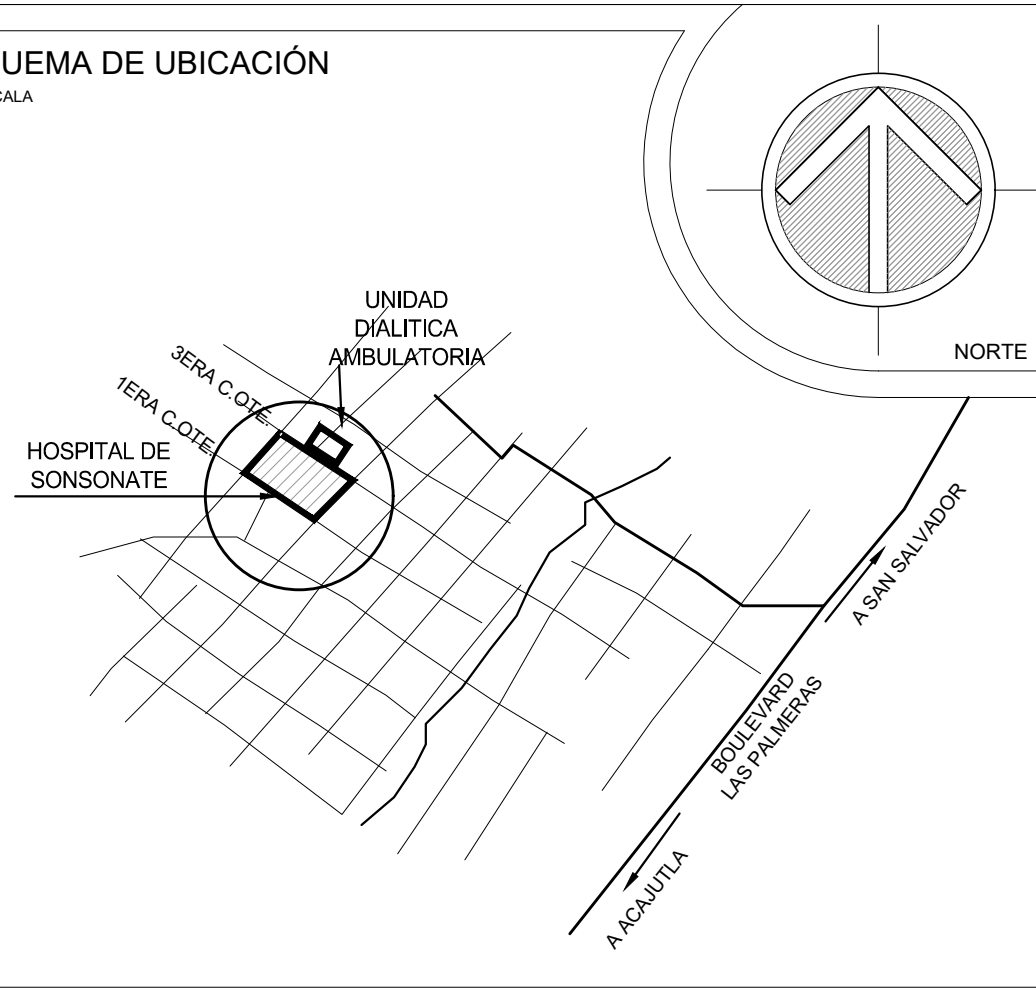 UEMA DE UBICACIÓN
CALA
NORTE
UNIDAD
DIALITICA
AMBULATORIA
3ERA C.OTE.
1ERA C.OTE.
HOSPITAL DE
SONSONATE
A SAN SALVADOR
BOULEVARD
LAS PALMERAS
A ACAJUTLA